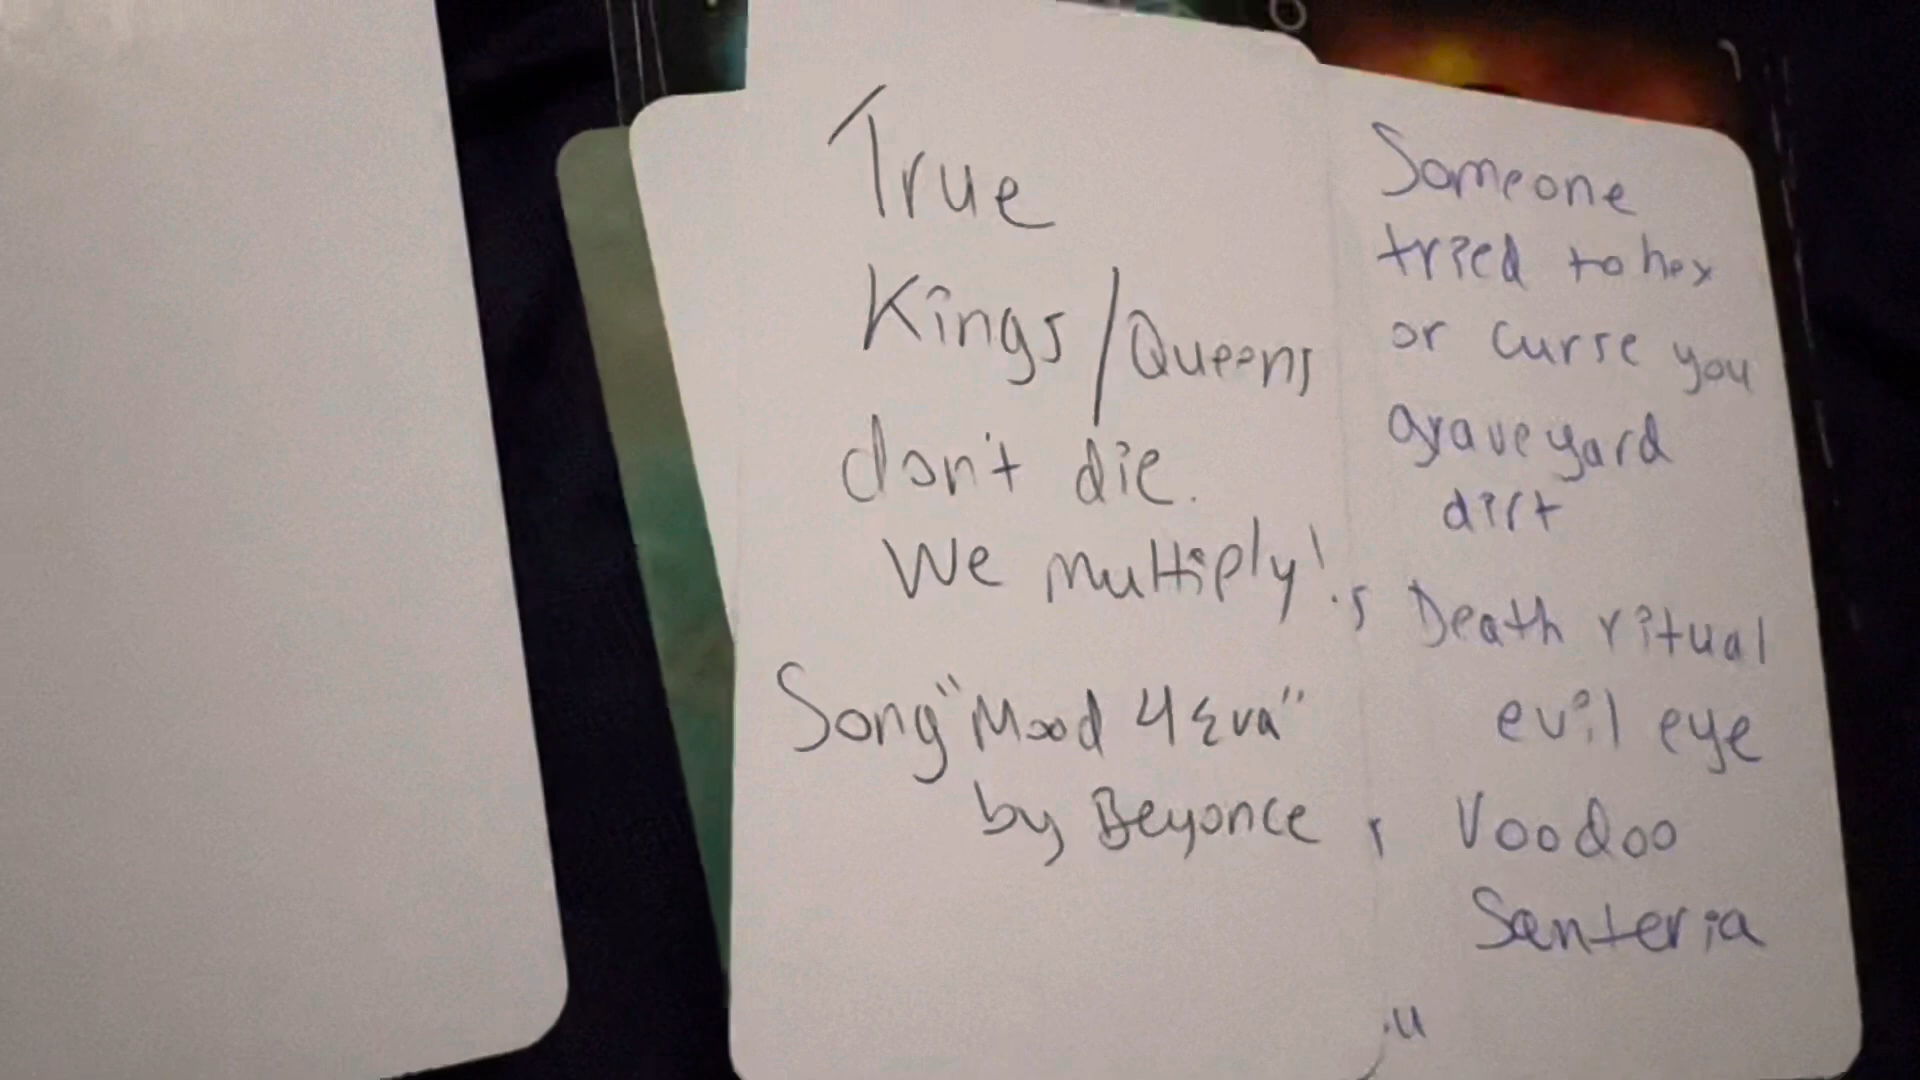 True
Kings/Queens
don't die.
We multiply!
Song "Mood 4 Eva"
by Beyonce
Someone
tried to hex
or curse you
graveyard
dirt
Death ritual
evil eye
Voodoo
Santeria